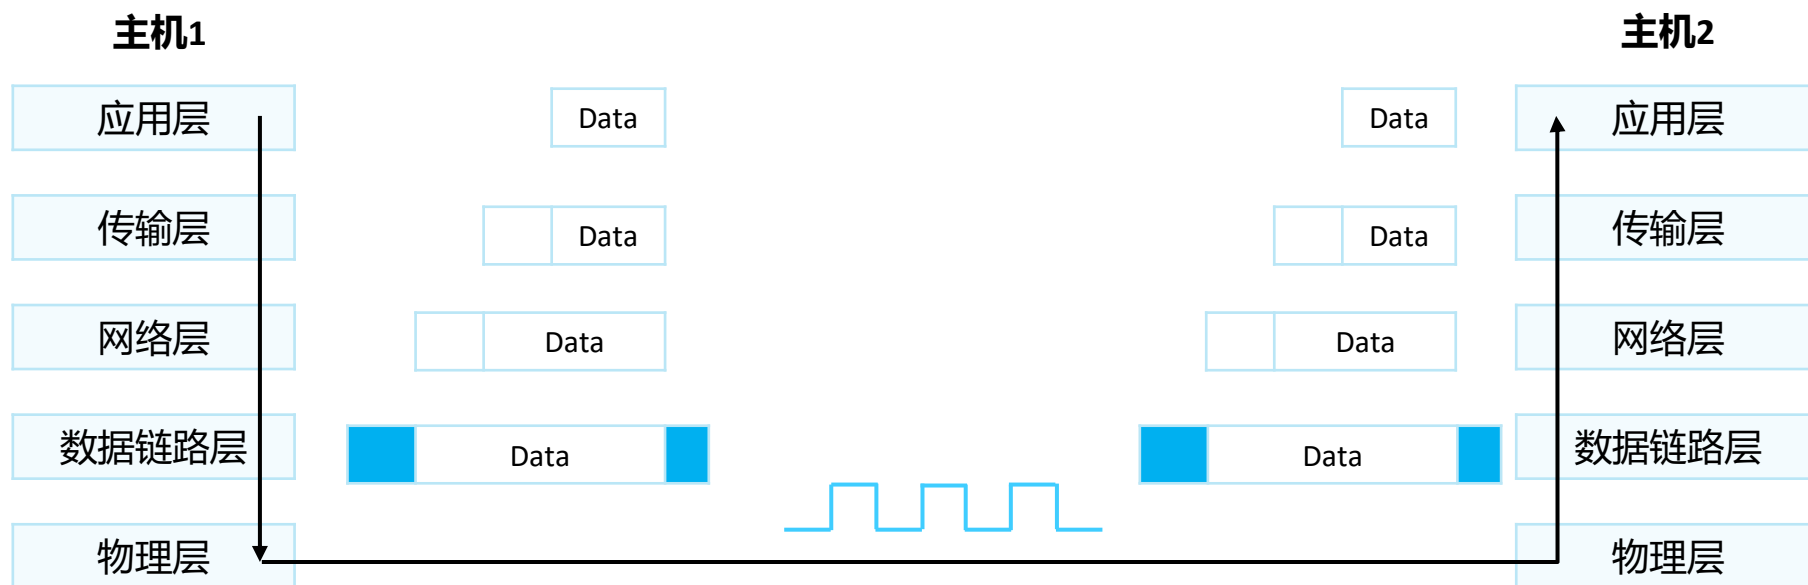 主机1
主机2
应用层
Data
Data
应用层
传输层
Data
Data
传输层
网络层
Data
Data
网络层
数据链路层
Data
Data
数据链路层
物理层
物理层